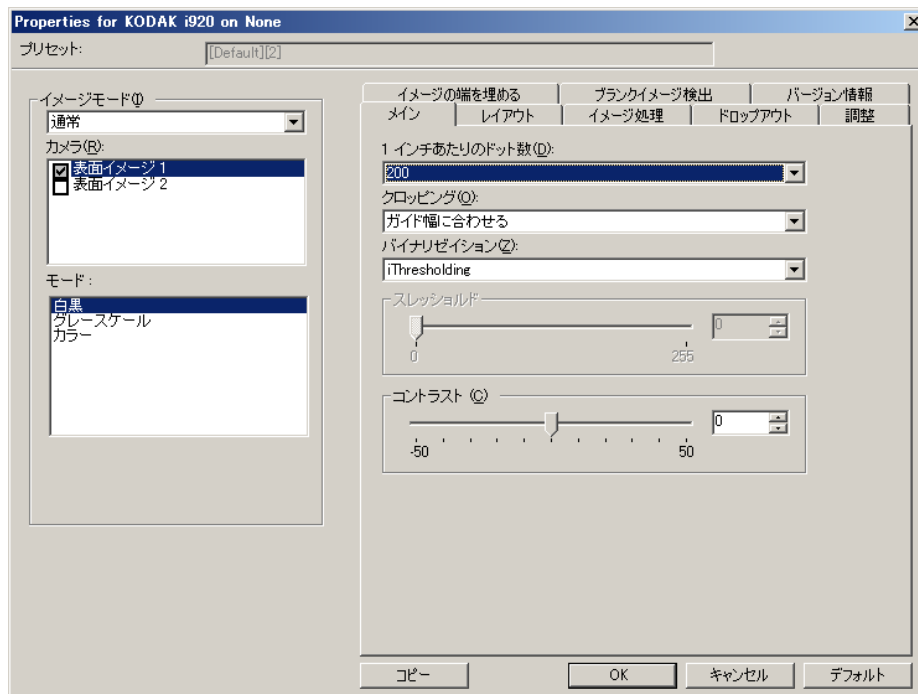 Properties for KODAK i920 on None
プリセット:
[Default][2]
イメージモード(I)
通常
カメラ(R):
表面イメージ 1
表面イメージ 2
モード :
白黒
グレースケール
カラー
イメージの端を埋める
ブランクイメージ検出
バージョン情報
メイン
レイアウト
イメージ処理
ドロップアウト
調整
1 インチあたりのドット数(D):
200
クロッピング(O):
ガイド幅に合わせる
バイナリゼイション(Z):
iThresholding
スレッショルド
0
0
255
コントラスト (C)
0
-50
50
コピー
OK
キャンセル
デフォルト